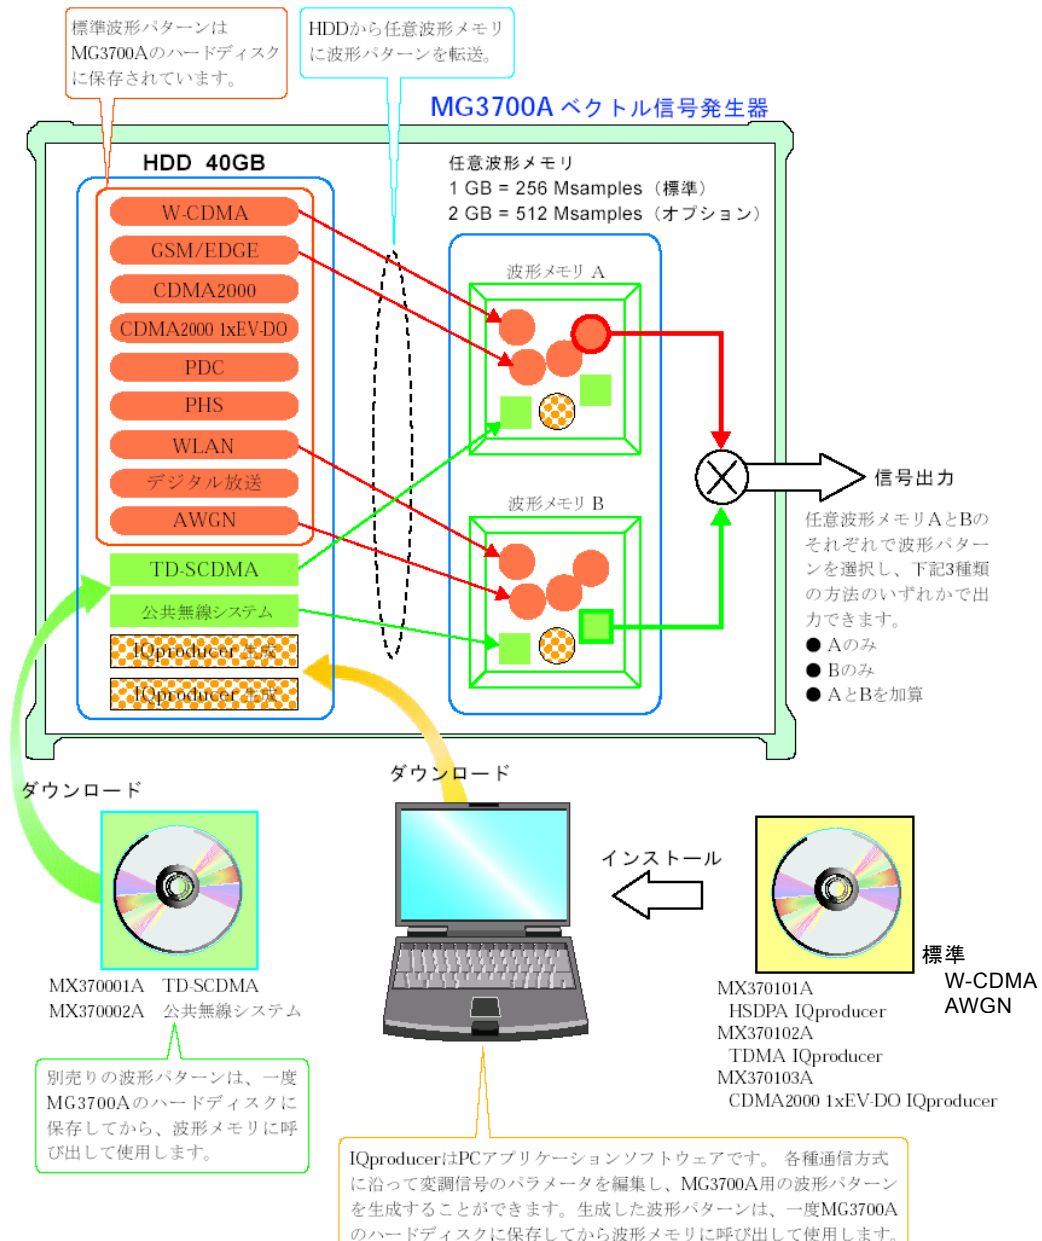 標準波形パターンは
MG3700Aのハードディスク
に保存されています。
HDDから任意波形メモリ
に波形パターンを転送。
MG3700A ベクトル信号発生器
HDD 40GB
任意波形メモリ
1 GB = 256 Msamples（標準）
2 GB = 512 Msamples（オプション）
W-CDMA
GSM/EDGE
CDMA2000
CDMA2000 1xEV-DO
PDC
PHS
WLAN
デジタル放送
AWGN
TD-SCDMA
公共無線システム
IQproducer 生成
IQproducer 生成
波形メモリ A
波形メモリ B
信号出力
任意波形メモリAとBの
それぞれで波形パター
ンを選択し、下記3種類
の方法のいずれかで出
力できます。
● Aのみ
● Bのみ
● AとBを加算
ダウンロード
ダウンロード
インストール
MX370001A TD-SCDMA
MX370002A 公共無線システム
別売りの波形パターンは、一度
MG3700Aのハードディスクに
保存してから、波形メモリに呼
び出して使用します。
標準
W-CDMA
AWGN
MX370101A
HSDPA IQproducer
MX370102A
TDMA IQproducer
MX370103A
CDMA2000 1xEV-DO IQproducer
IQproducerはPCアプリケーションソフトウェアです。 各種通信方式
に沿って変調信号のパラメータを編集し、MG3700A用の波形パターン
を生成することができます。生成した波形パターンは、一度MG3700A
のハードディスクに保存してから波形メモリに呼び出して使用します。